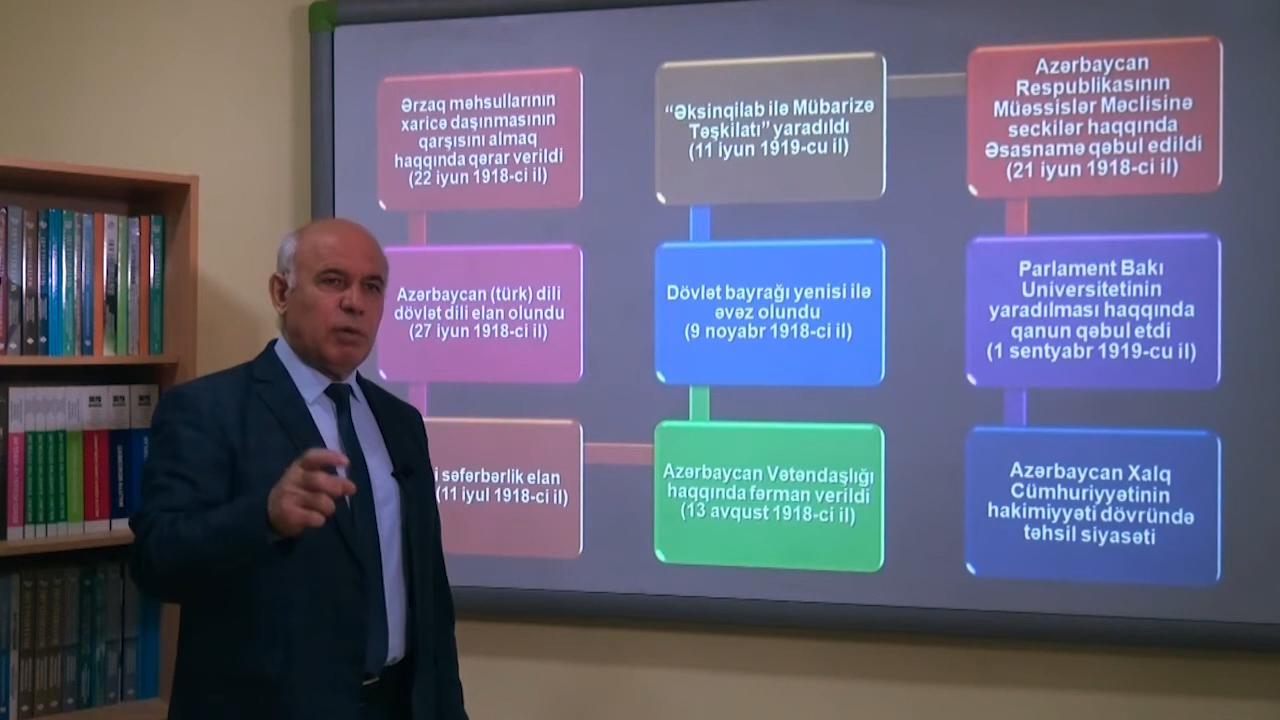 Ərzaq məhsullarının
xaricə daşınmasının
qarşısını almaq
haqqında qərar verildi
(22 iyun 1918-ci il)
Azərbaycan (türk) dili
dövlət dili elan olundu
(27 iyun 1918-ci il)
səfərbərlik elan
(11 iyul 1918-ci il)
Azərbaycan Vətəndaşlığı
haqqında fərman verildi
(13 avqust 1918-ci il)
Dövlət bayrağı yenisi ilə
əvəz olundu
(9 noyabr 1918-ci il)
“Əksinqilab ilə Mübarizə
Təşkilatı” yaradıldı
(11 iyun 1919-cu il)
Azərbaycan
Respublikasının
Müəssislər Məclisinə
seckilər haqqında
Əsasnamə qəbul edildi
(21 iyun 1918-ci il)
Parlament Bakı
Universitetinin
yaradılması haqqında
qanun qəbul etdi
(1 sentyabr 1919-cu il)
Azərbaycan Xalq
Cümhuriyyətinin
hakimiyyəti dövründə
təhsil siyasəti